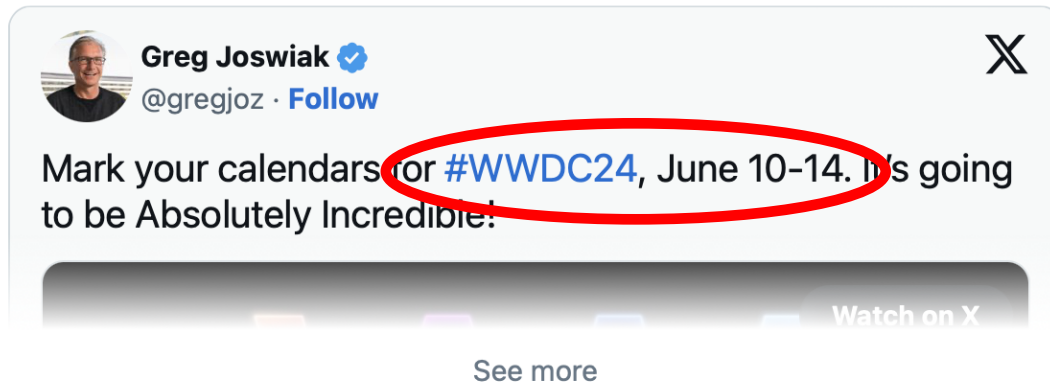 Greg Joswiak
@gregjoz · Follow
Mark your calendars for #WWDC24, June 10-14. It's going
to be Absolutely Incredible!
Watch on X
See more